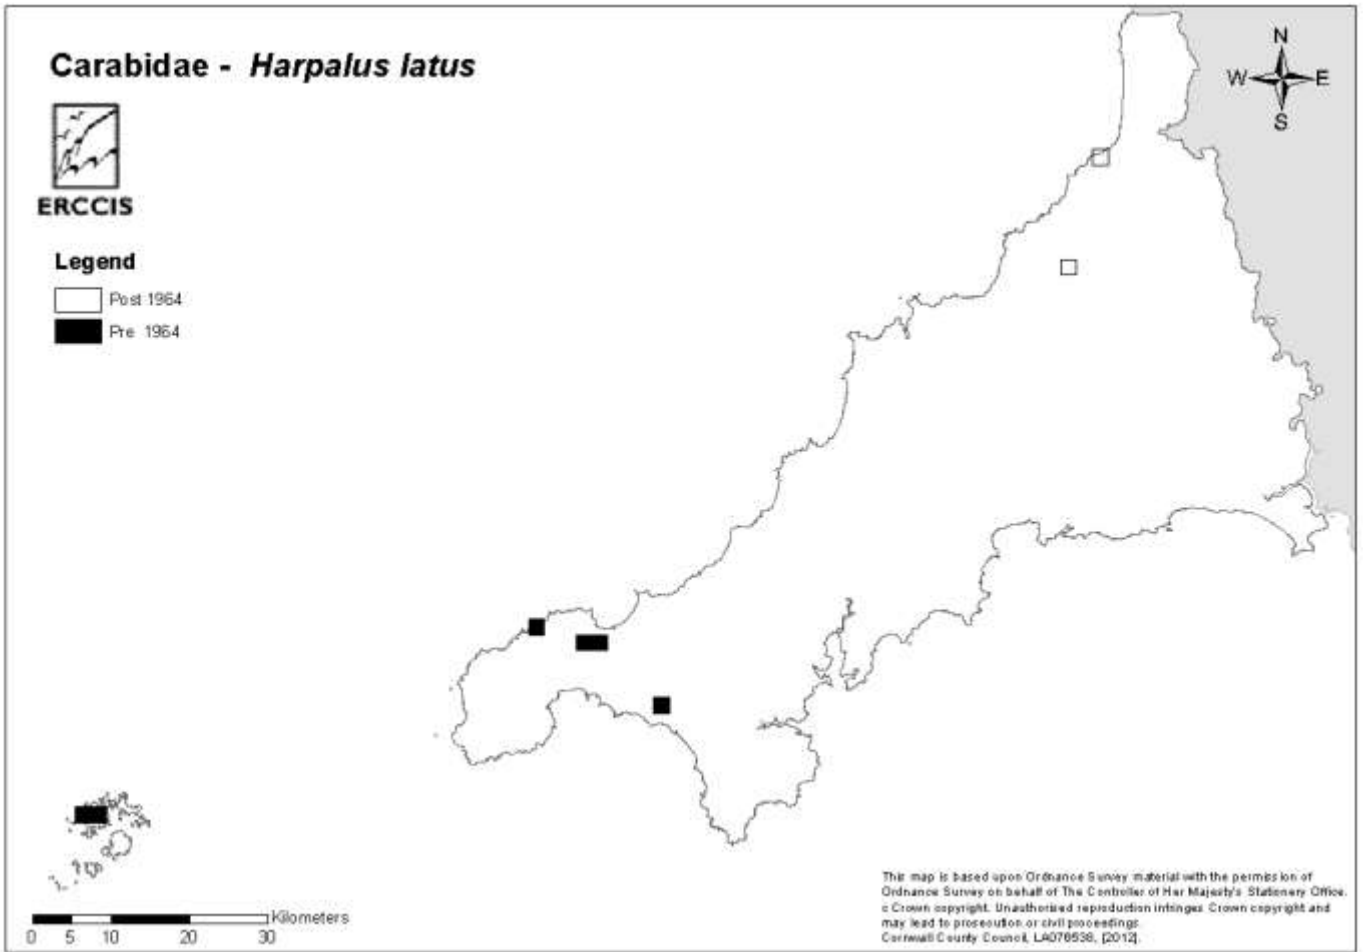 Carabidae - Harpalus latus
N
W E
S
ERCCIS
Legend
Post 1964
Pre 1964
Kilometers
0 5 10 20 30
This map is based upon Ordnance Survey material with the permission of
Ordnance Survey on behalf of The Controller of Her Majesty's Stationery Office.
c Crown copyright. Unauthorised reproduction infringes Crown copyright and
may lead to prosecution or civil proceedings.
Cornwall County Council, LA076538, [2012].